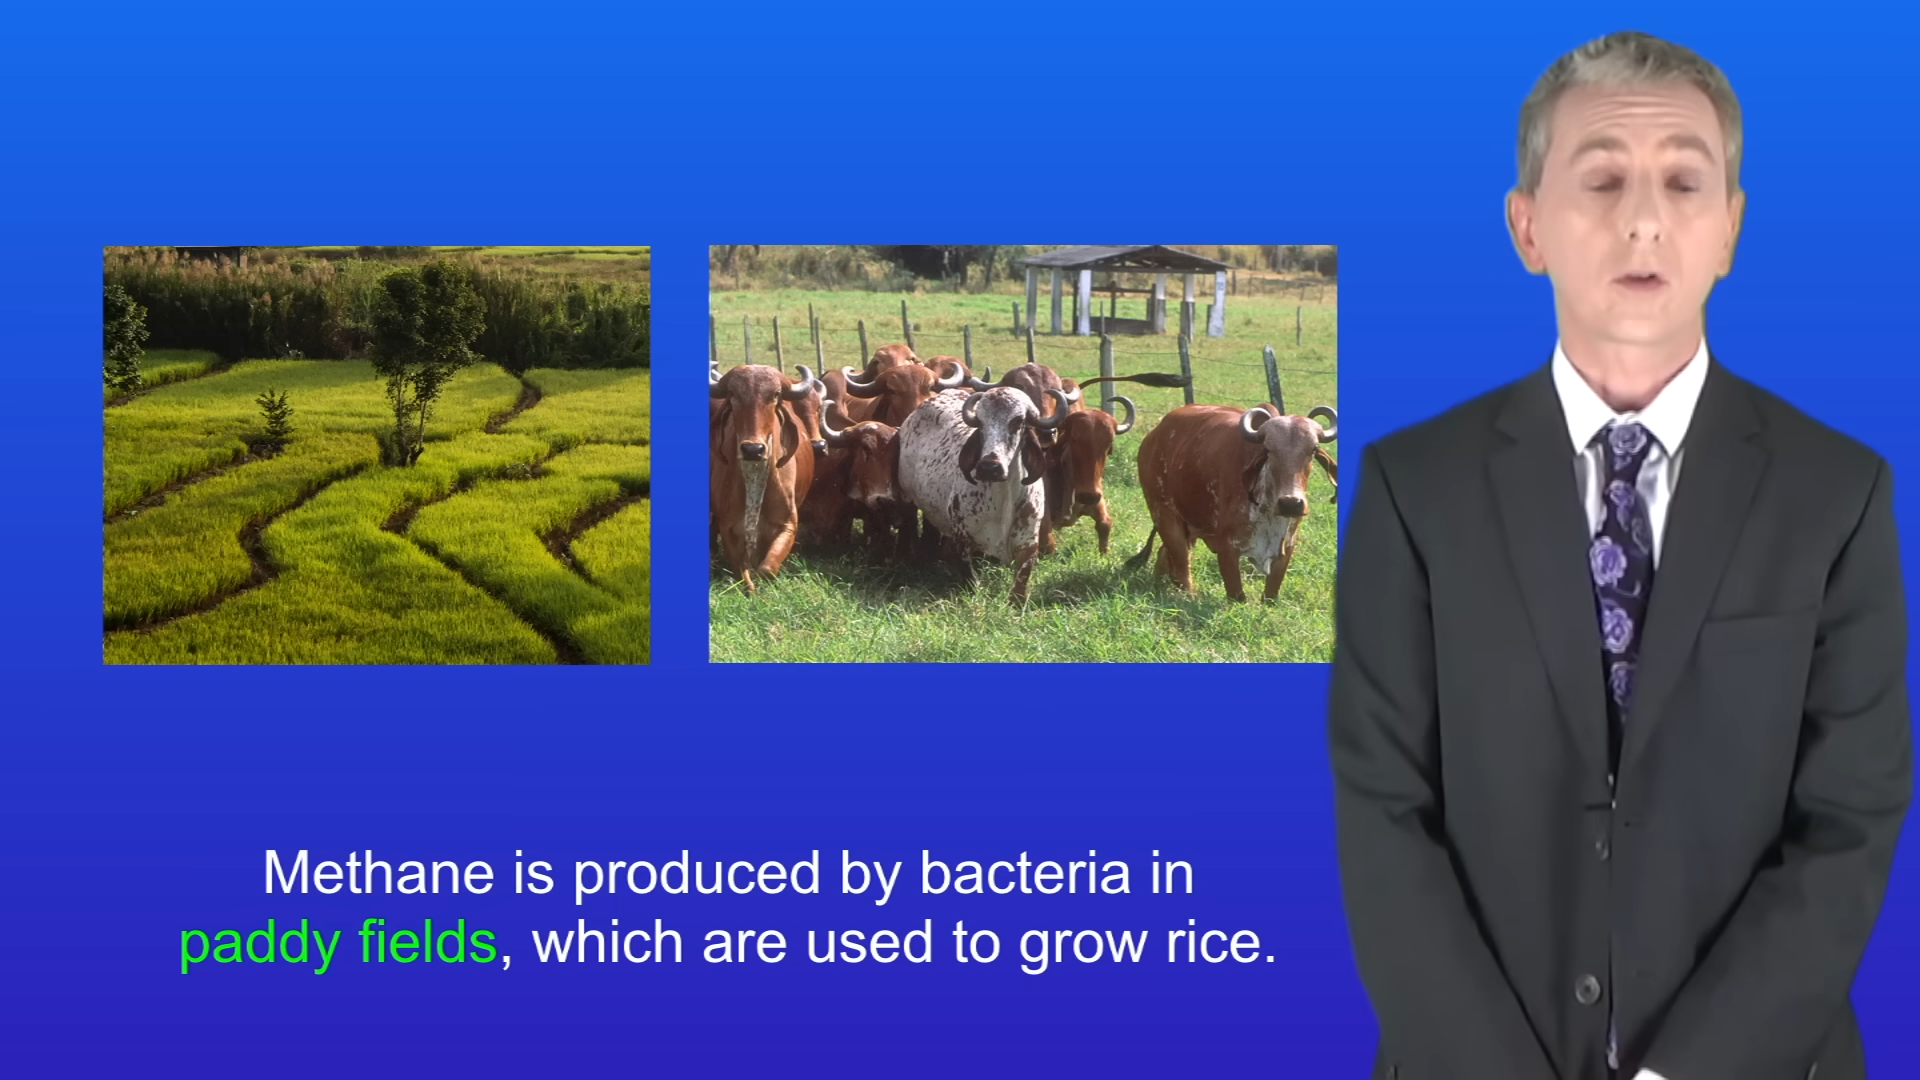 Methane is produced by bacteria in
paddy fields, which are used to grow rice.